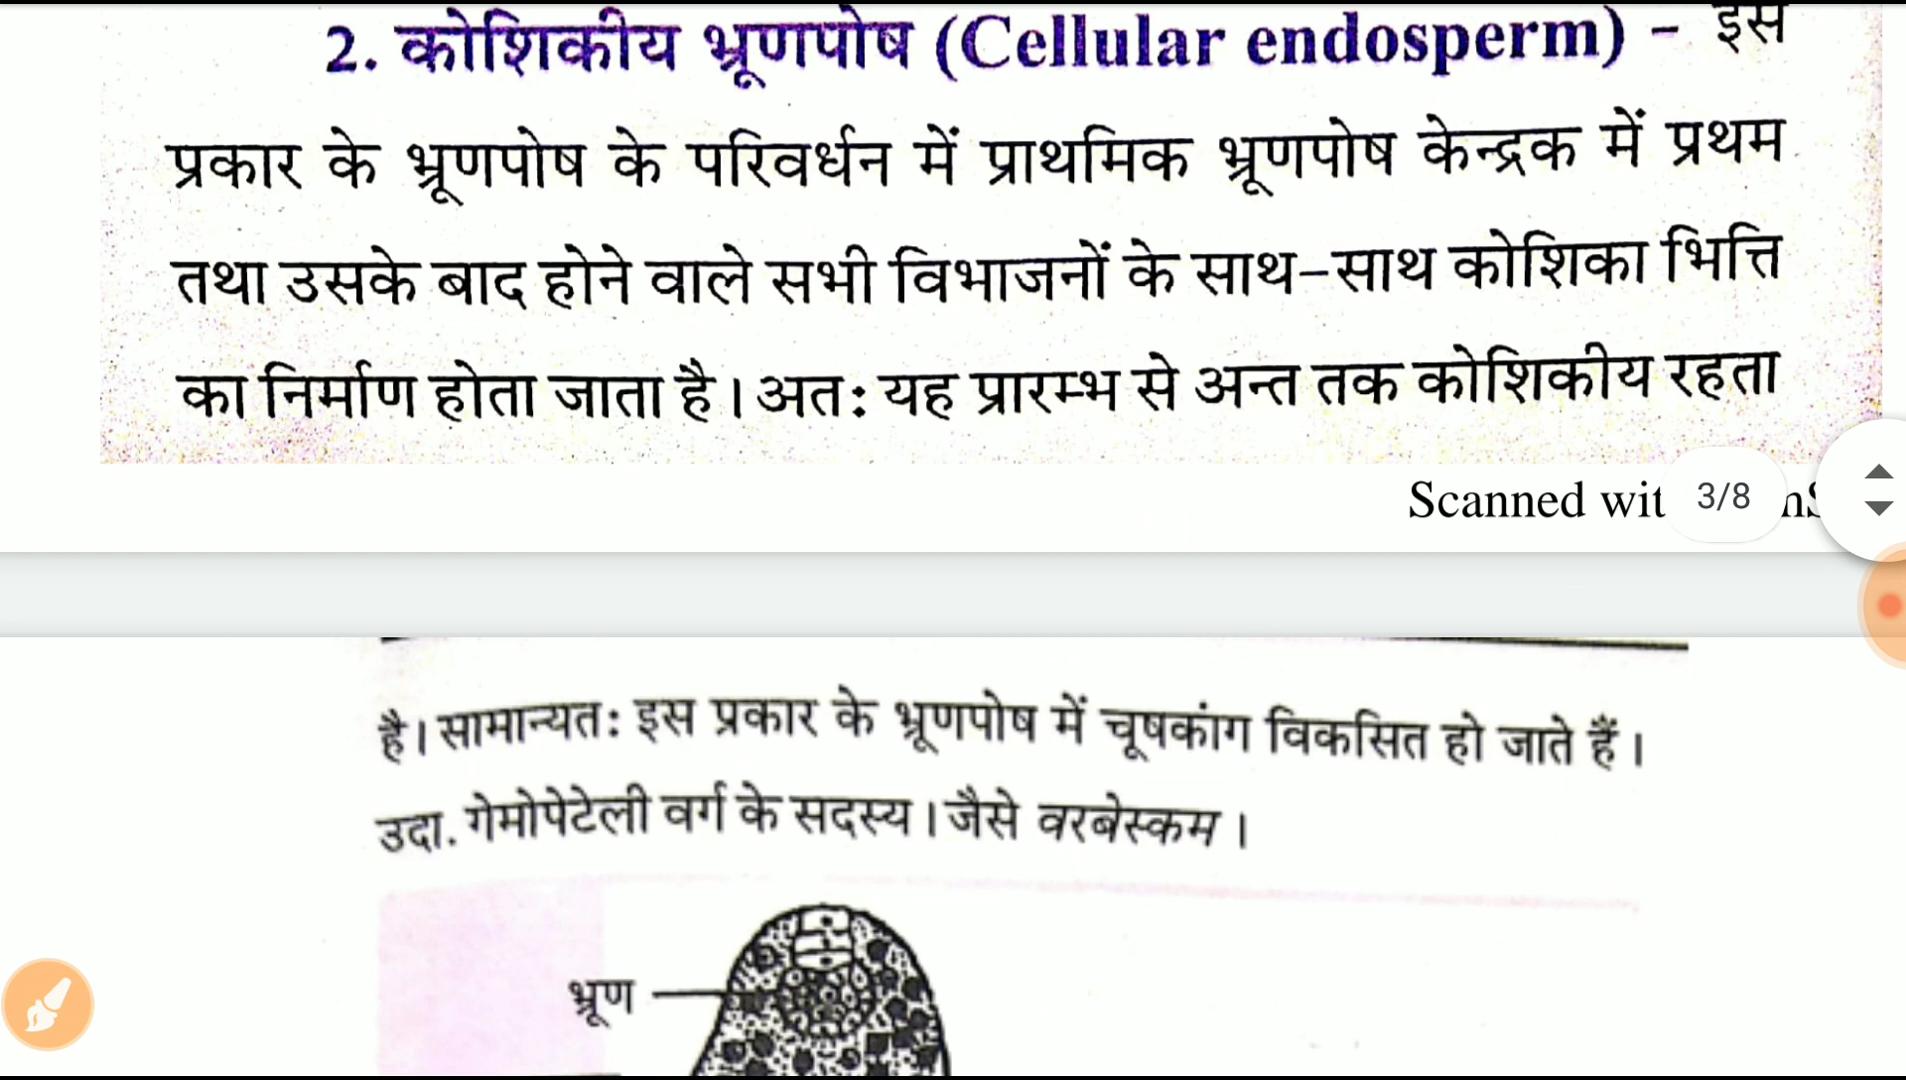 2. कोशिकीय भ्रूणपोष (Cellular endosperm) – इस
प्रकार के भ्रूणपोष के परिवर्धन में प्राथमिक भ्रूणपोष केन्द्रक में प्रथम
तथा उसके बाद होने वाले सभी विभाजनों के साथ-साथ कोशिका भित्ति
का निर्माण होता जाता है। अत: यह प्रारम्भ से अन्त तक कोशिकीय रहता
Scanned wit
3/8
है। सामान्यत: इस प्रकार के भ्रूणपोष में चूषकांग विकसित हो जाते हैं।
उदा. गेमोपेटेली वर्ग के सदस्य। जैसे वरबेस्कम।
भ्रूण